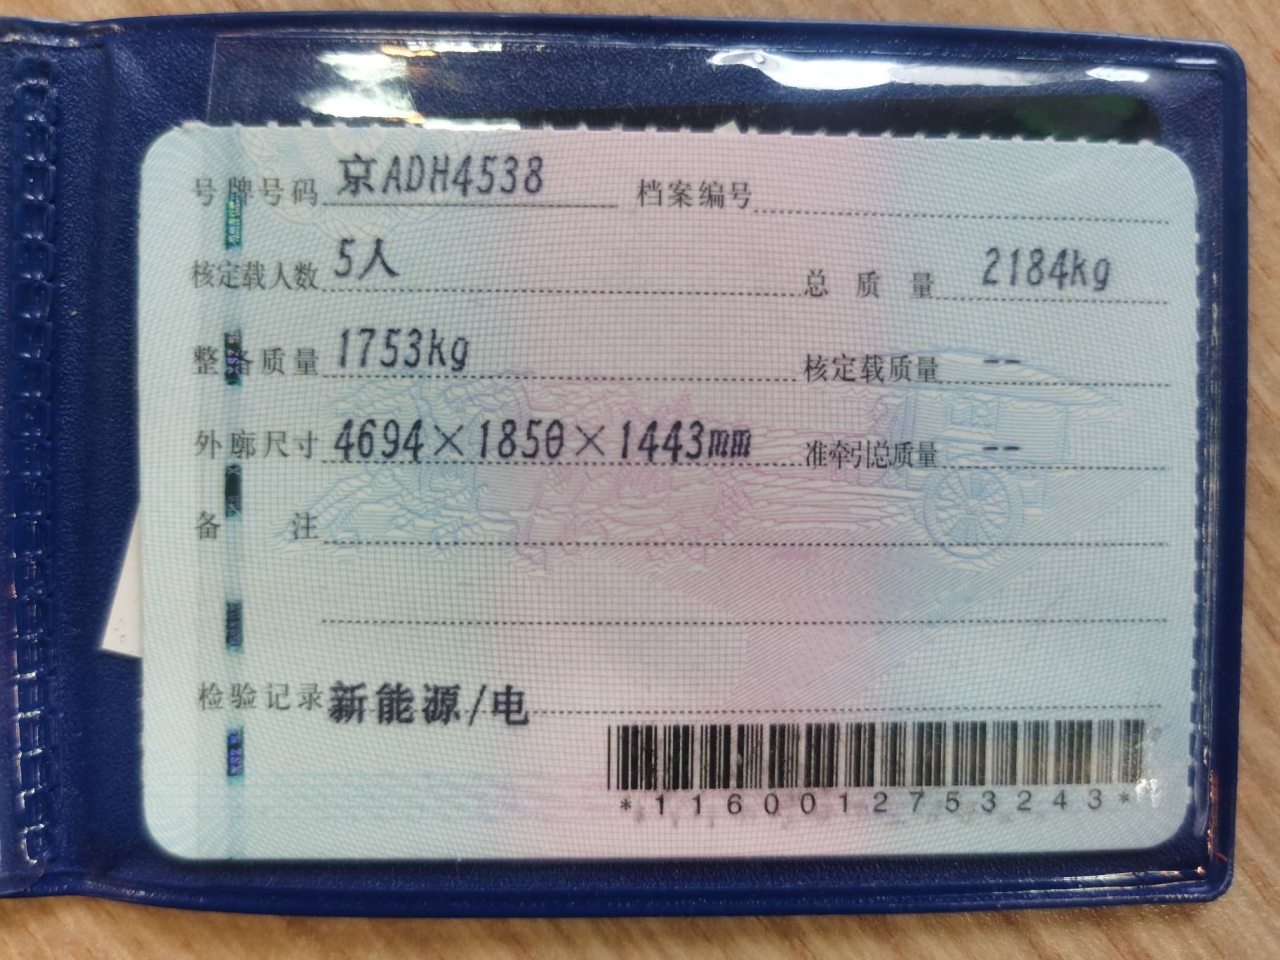 号牌号码 京ADH4538 档案编号
核定载人数 5人 总质量 2184kg
整备质量 1753kg 核定载质量 --
外廓尺寸 4694×1850×1443mm 准牵引总质量 --
备注
检验记录 新能源/电
*1160012753243*